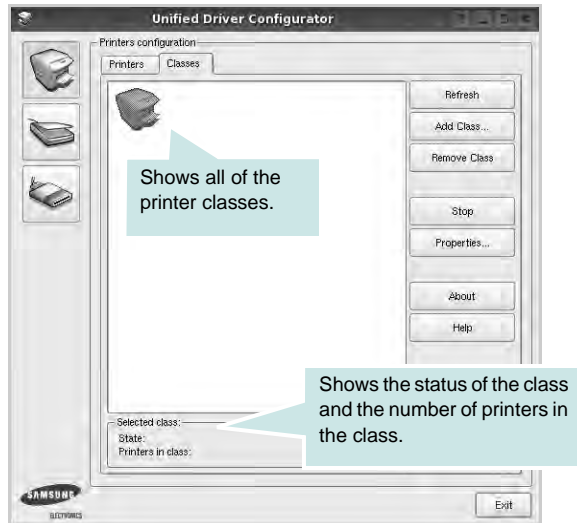 Unified Driver Configurator
Printers configuration
Printers
Classes
Refresh
Add Class...
Remove Class
Shows all of the
printer classes.
Stop
Properties...
About
Help
Shows the status of the class
and the number of printers in
the class.
Selected class:
State:
Printers in class:
SAMSUNG
ELECTRONICS
Exit